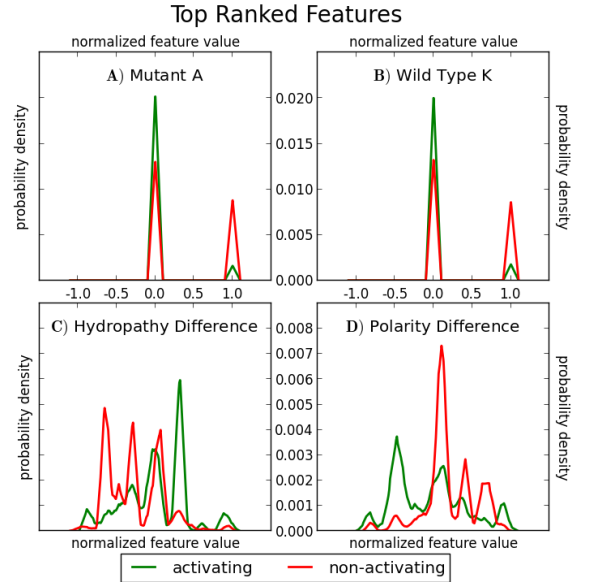 Top Ranked Features
normalized feature value normalized feature value
A) Mutant A B) Wild Type K
probability density probability density
0.020
0.015
0.010
0.005
0.000
-1.0 -0.5 0.0 0.5 1.0 -1.0 -0.5 0.0 0.5 1.0
C) Hydropathy Difference D) Polarity Difference
probability density probability density
0.008
0.007
0.006
0.005
0.004
0.003
0.002
0.001
0.000
normalized feature value normalized feature value
activating non-activating